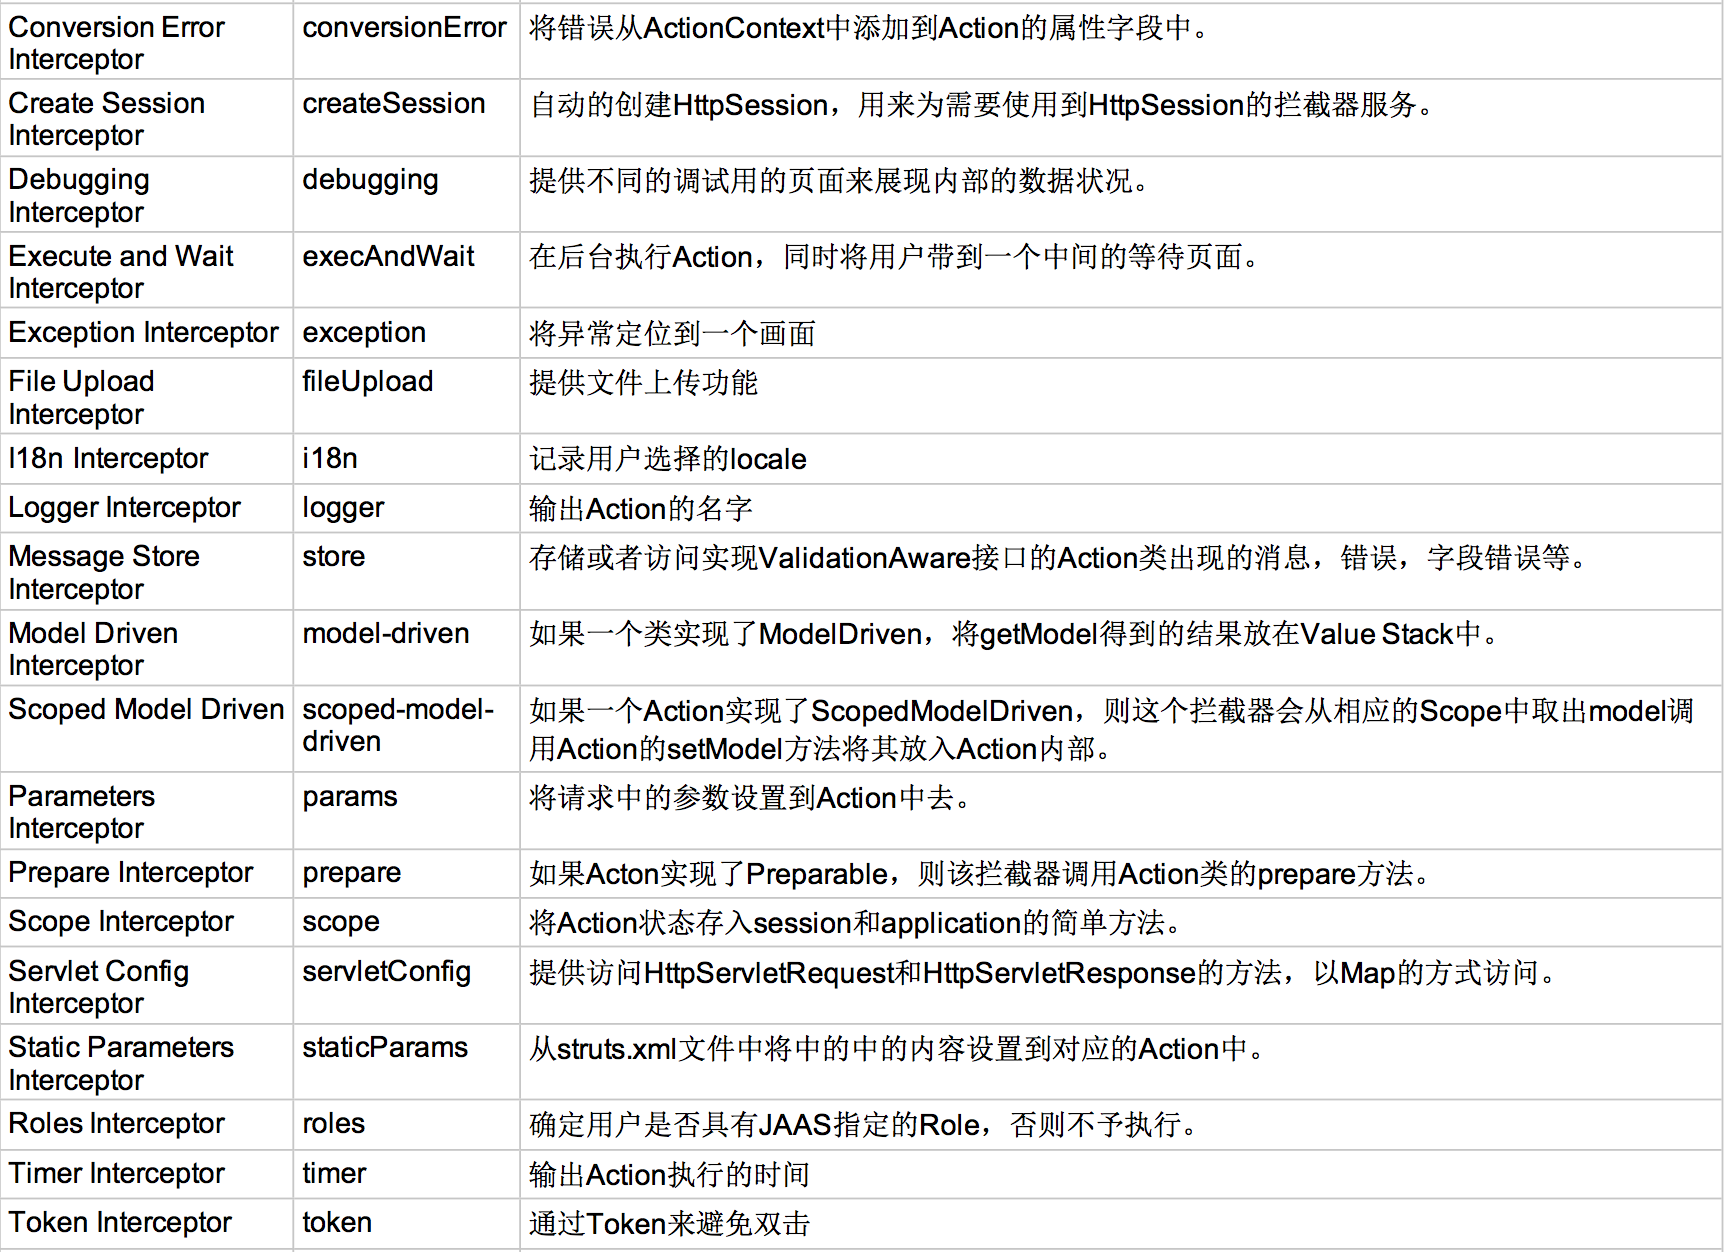 Conversion Error
Interceptor
conversionError
将错误从ActionContext中添加到Action的属性字段中。
Create Session
Interceptor
createSession
自动的创建HttpSession，用来为需要使用到HttpSession的拦截器服务。
Debugging
Interceptor
debugging
提供不同的调试用的页面来展现内部的数据状况。
Execute and Wait
Interceptor
execAndWait
在后台执行Action，同时将用户带到一个中间的等待页面。
Exception Interceptor
exception
将异常定位到一个画面
File Upload
Interceptor
fileUpload
提供文件上传功能
I18n Interceptor
i18n
记录用户选择的locale
Logger Interceptor
logger
输出Action的名字
Message Store
Interceptor
store
存储或者访问实现ValidationAware接口的Action类出现的消息，错误，字段错误等。
Model Driven
Interceptor
model-driven
如果一个类实现了ModelDriven，将getModel得到的结果放在Value Stack中。
Scoped Model Driven
scoped-model-
driven
如果一个Action实现了ScopedModelDriven，则这个拦截器会从相应的Scope中取出model调
用Action的setModel方法将其放入Action内部。
Parameters
Interceptor
params
将请求中的参数设置到Action中去。
Prepare Interceptor
prepare
如果Acton实现了Preparable，则该拦截器调用Action类的prepare方法。
Scope Interceptor
scope
将Action状态存入session和application的简单方法。
Servlet Config
Interceptor
servletConfig
提供访问HttpServletRequest和HttpServletResponse的方法，以Map的方式访问。
Static Parameters
Interceptor
staticParams
从struts.xml文件中将中的中的内容设置到对应的Action中。
Roles Interceptor
roles
确定用户是否具有JAAS指定的Role，否则不予执行。
Timer Interceptor
timer
输出Action执行的时间
Token Interceptor
token
通过Token来避免双击